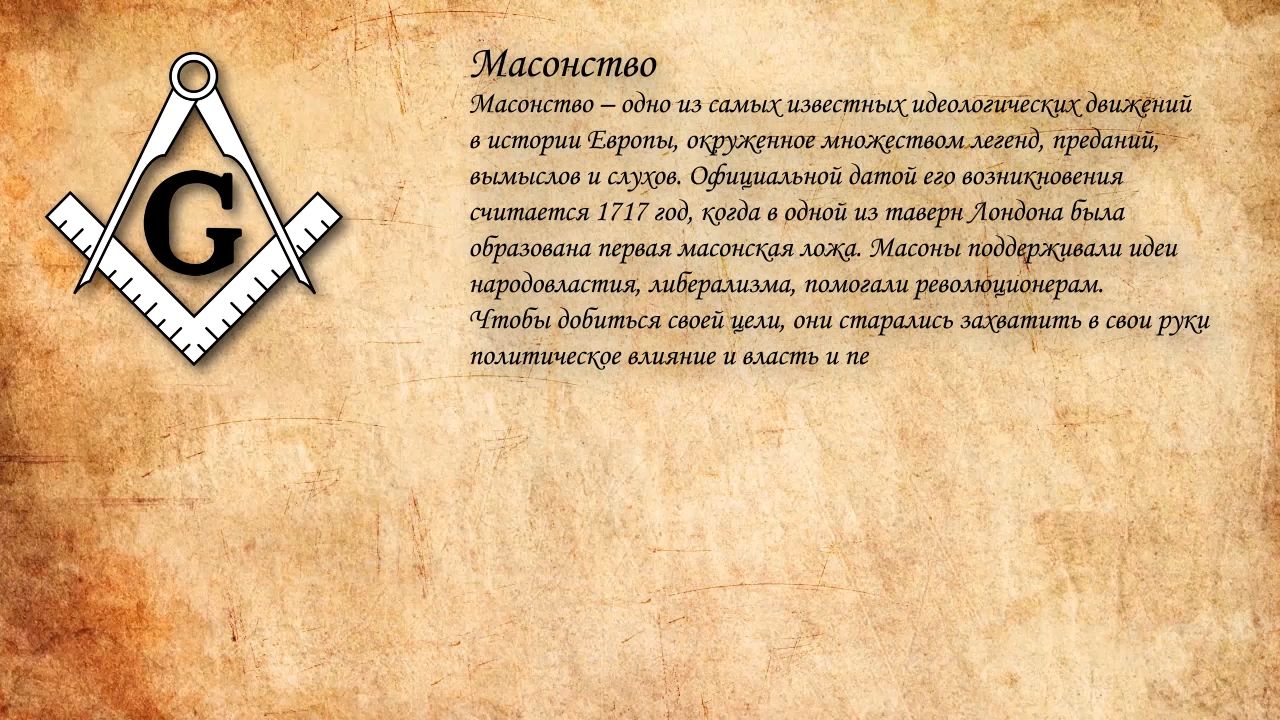 G
Масонство
Масонство – одно из самых известных идеологических движений
в истории Европы, окруженное множеством легенд, преданий,
вымыслов и слухов. Официальной датой его возникновения
считается 1717 год, когда в одной из таверн Лондона была
образована первая масонская ложа. Масоны поддерживали идеи
народовластия, либерализма, помогали революционерам.
Чтобы добиться своей цели, они старались захватить в свои руки
политическое влияние и власть и пе